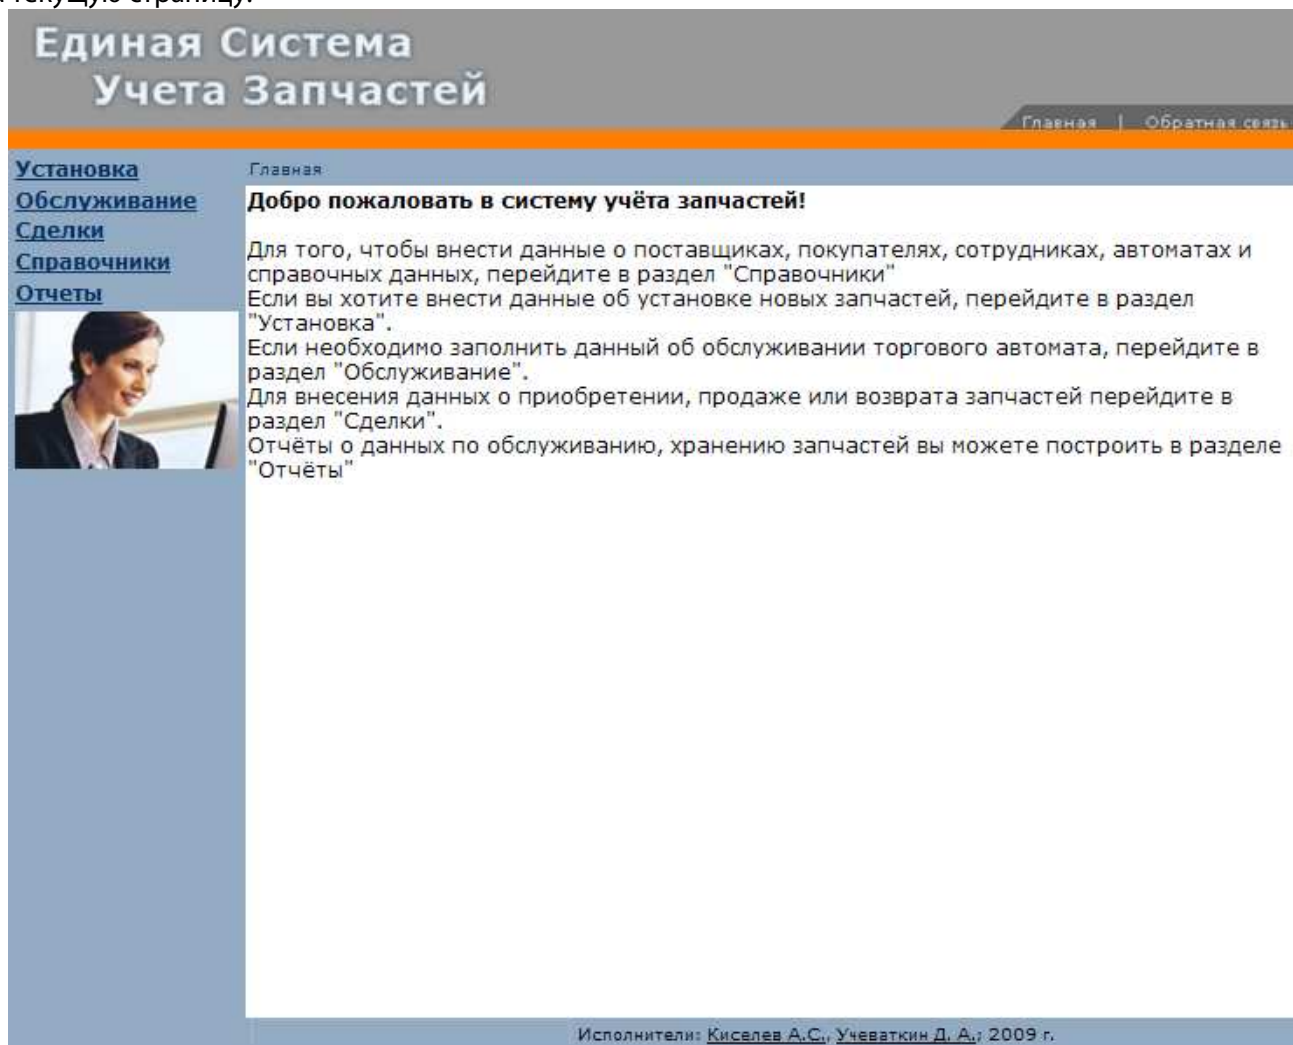 текущую страницу.
Единая Система
Учета Запчастей
Главная | Обратная связь
Установка
Обслуживание
Сделки
Справочники
Отчеты
Главная
Добро пожаловать в систему учёта запчастей!
Для того, чтобы внести данные о поставщиках, покупателях, сотрудниках, автоматах и
справочных данных, перейдите в раздел "Справочники"
Если вы хотите внести данные об установке новых запчастей, перейдите в раздел
"Установка".
Если необходимо заполнить данный об обслуживании торгового автомата, перейдите в
раздел "Обслуживание".
Для внесения данных о приобретении, продаже или возврата запчастей перейдите в
раздел "Сделки".
Отчёты о данных по обслуживанию, хранению запчастей вы можете построить в разделе
"Отчёты"
Исполнители: Киселев А.С., Учеваткин Д. А.; 2009 г.